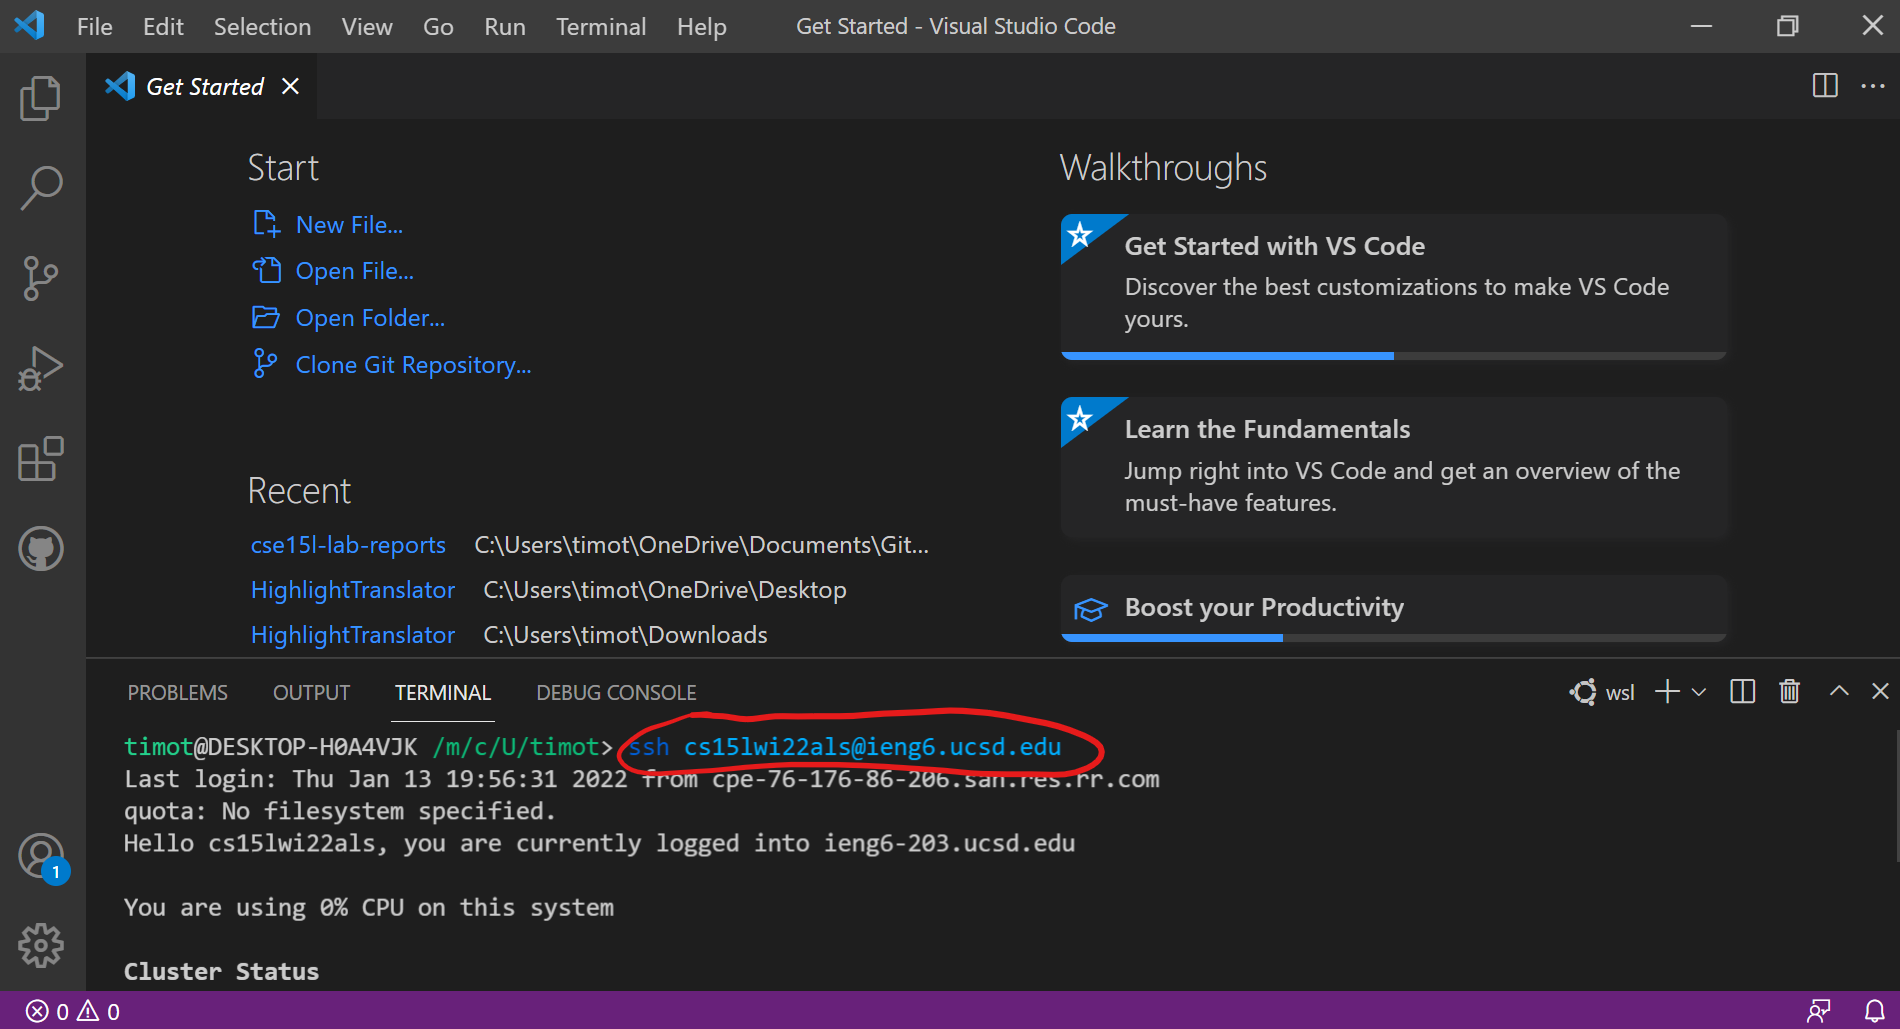 File Edit Selection View Go Run Terminal Help Get Started - Visual Studio Code
Get Started
Start
New File...
Open File...
Open Folder...
Clone Git Repository...
Recent
cse15l-lab-reports C:\Users\timot\OneDrive\Documents\Git...
HighlightTranslator C:\Users\timot\OneDrive\Desktop
HighlightTranslator C:\Users\timot\Downloads
Walkthroughs
Get Started with VS Code
Discover the best customizations to make VS Code
yours.
Learn the Fundamentals
Jump right into VS Code and get an overview of the
must-have features.
Boost your Productivity
PROBLEMS OUTPUT TERMINAL DEBUG CONSOLE wsl
timot@DESKTOP-H0A4VJK /m/c/U/timot> ssh cs15lwi22als@ieng6.ucsd.edu
Last login: Thu Jan 13 19:56:31 2022 from cpe-76-176-86-206.san.res.rr.com
quota: No filesystem specified.
Hello cs15lwi22als, you are currently logged into ieng6-203.ucsd.edu
You are using 0% CPU on this system
Cluster Status
1
0 0